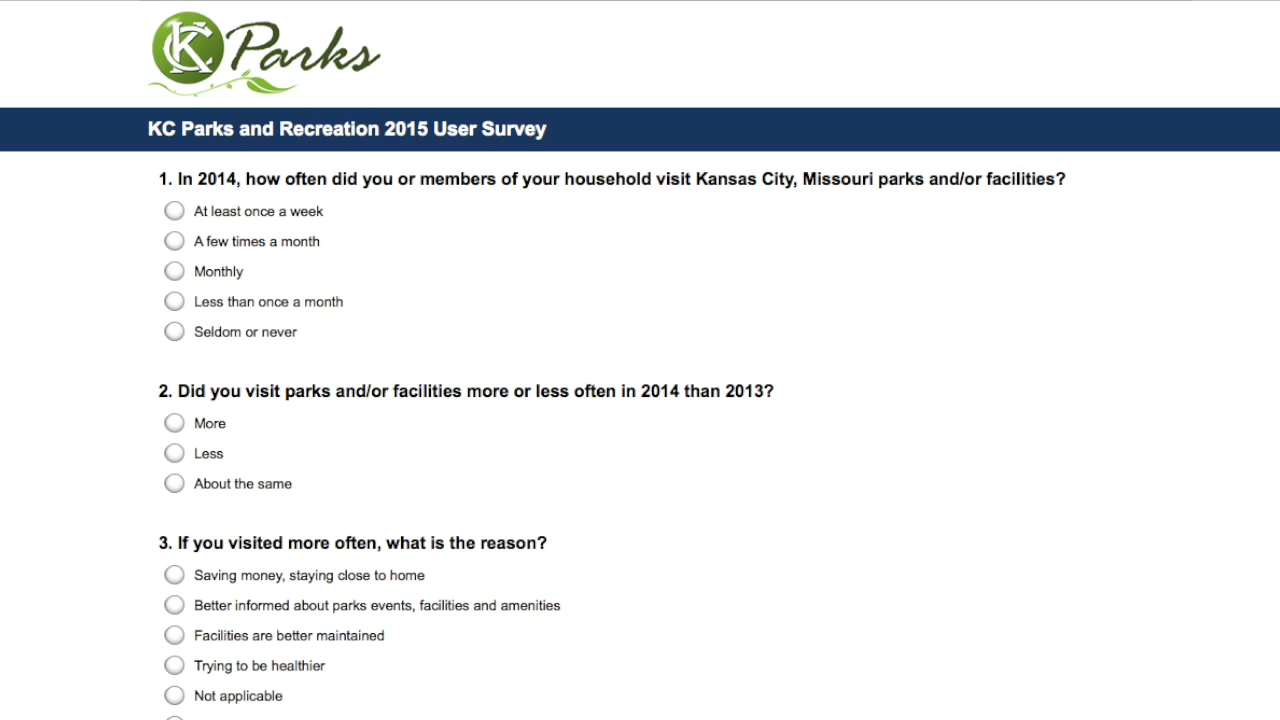 KC Parks
KC Parks and Recreation 2015 User Survey
1. In 2014, how often did you or members of your household visit Kansas City, Missouri parks and/or facilities?
At least once a week
A few times a month
Monthly
Less than once a month
Seldom or never
2. Did you visit parks and/or facilities more or less often in 2014 than 2013?
More
Less
About the same
3. If you visited more often, what is the reason?
Saving money, staying close to home
Better informed about parks events, facilities and amenities
Facilities are better maintained
Trying to be healthier
Not applicable